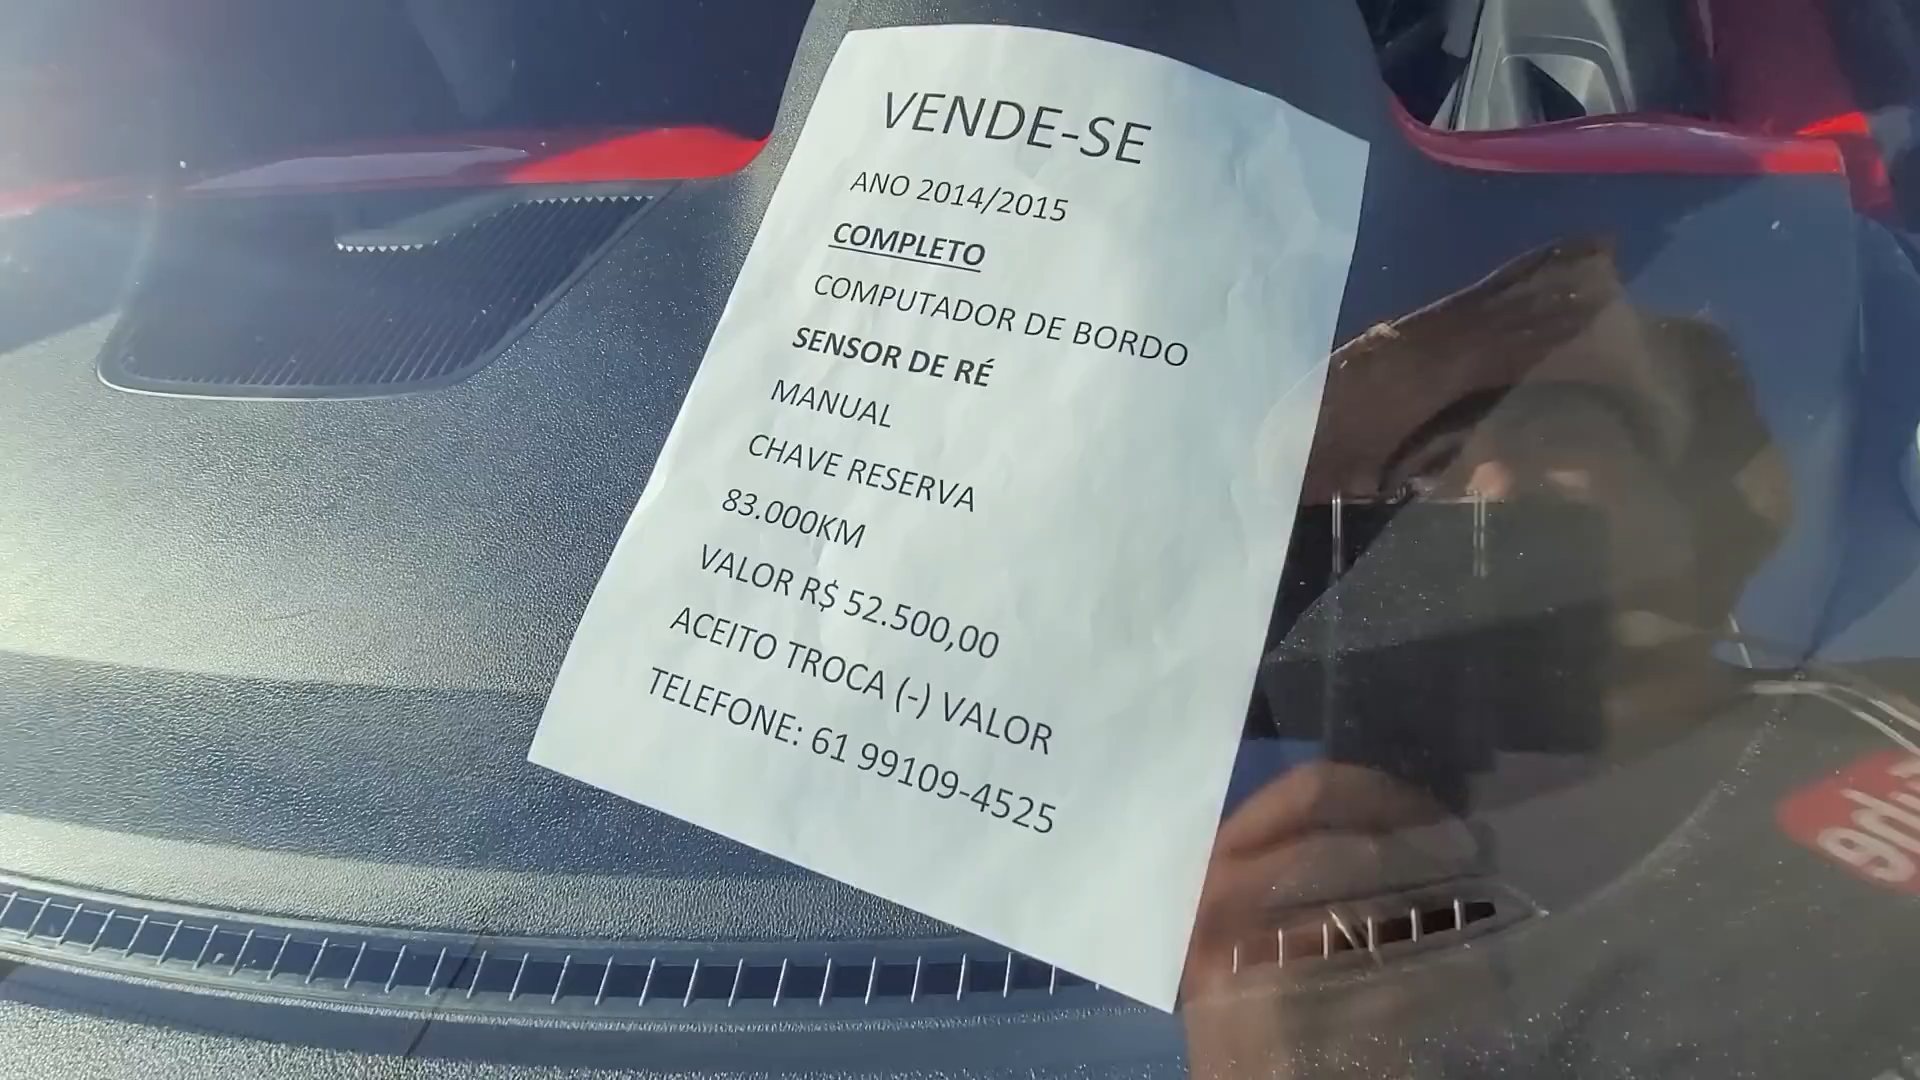 VENDE-SE
ANO 2014/2015
COMPLETO
COMPUTADOR DE BORDO
SENSOR DE RÉ
MANUAL
CHAVE RESERVA
83.000KM
VALOR R$ 52.500,00
ACEITO TROCA (-) VALOR
TELEFONE: 61 99109-4525